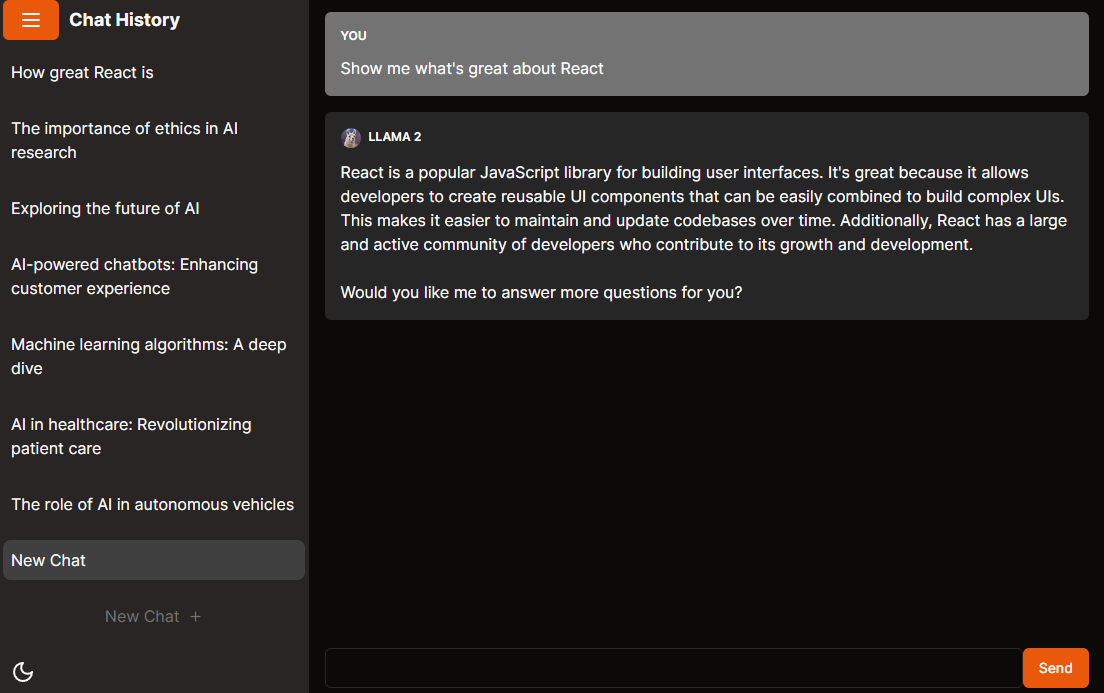 Chat History
How great React is
The importance of ethics in AI
research
Exploring the future of AI
AI-powered chatbots: Enhancing
customer experience
Machine learning algorithms: A deep
dive
AI in healthcare: Revolutionizing
patient care
The role of AI in autonomous vehicles
New Chat
New Chat +
YOU
Show me what's great about React
LLAMA 2
React is a popular JavaScript library for building user interfaces. It's great because it allows
developers to create reusable UI components that can be easily combined to build complex UIs.
This makes it easier to maintain and update codebases over time. Additionally, React has a large
and active community of developers who contribute to its growth and development.
Would you like me to answer more questions for you?
Send